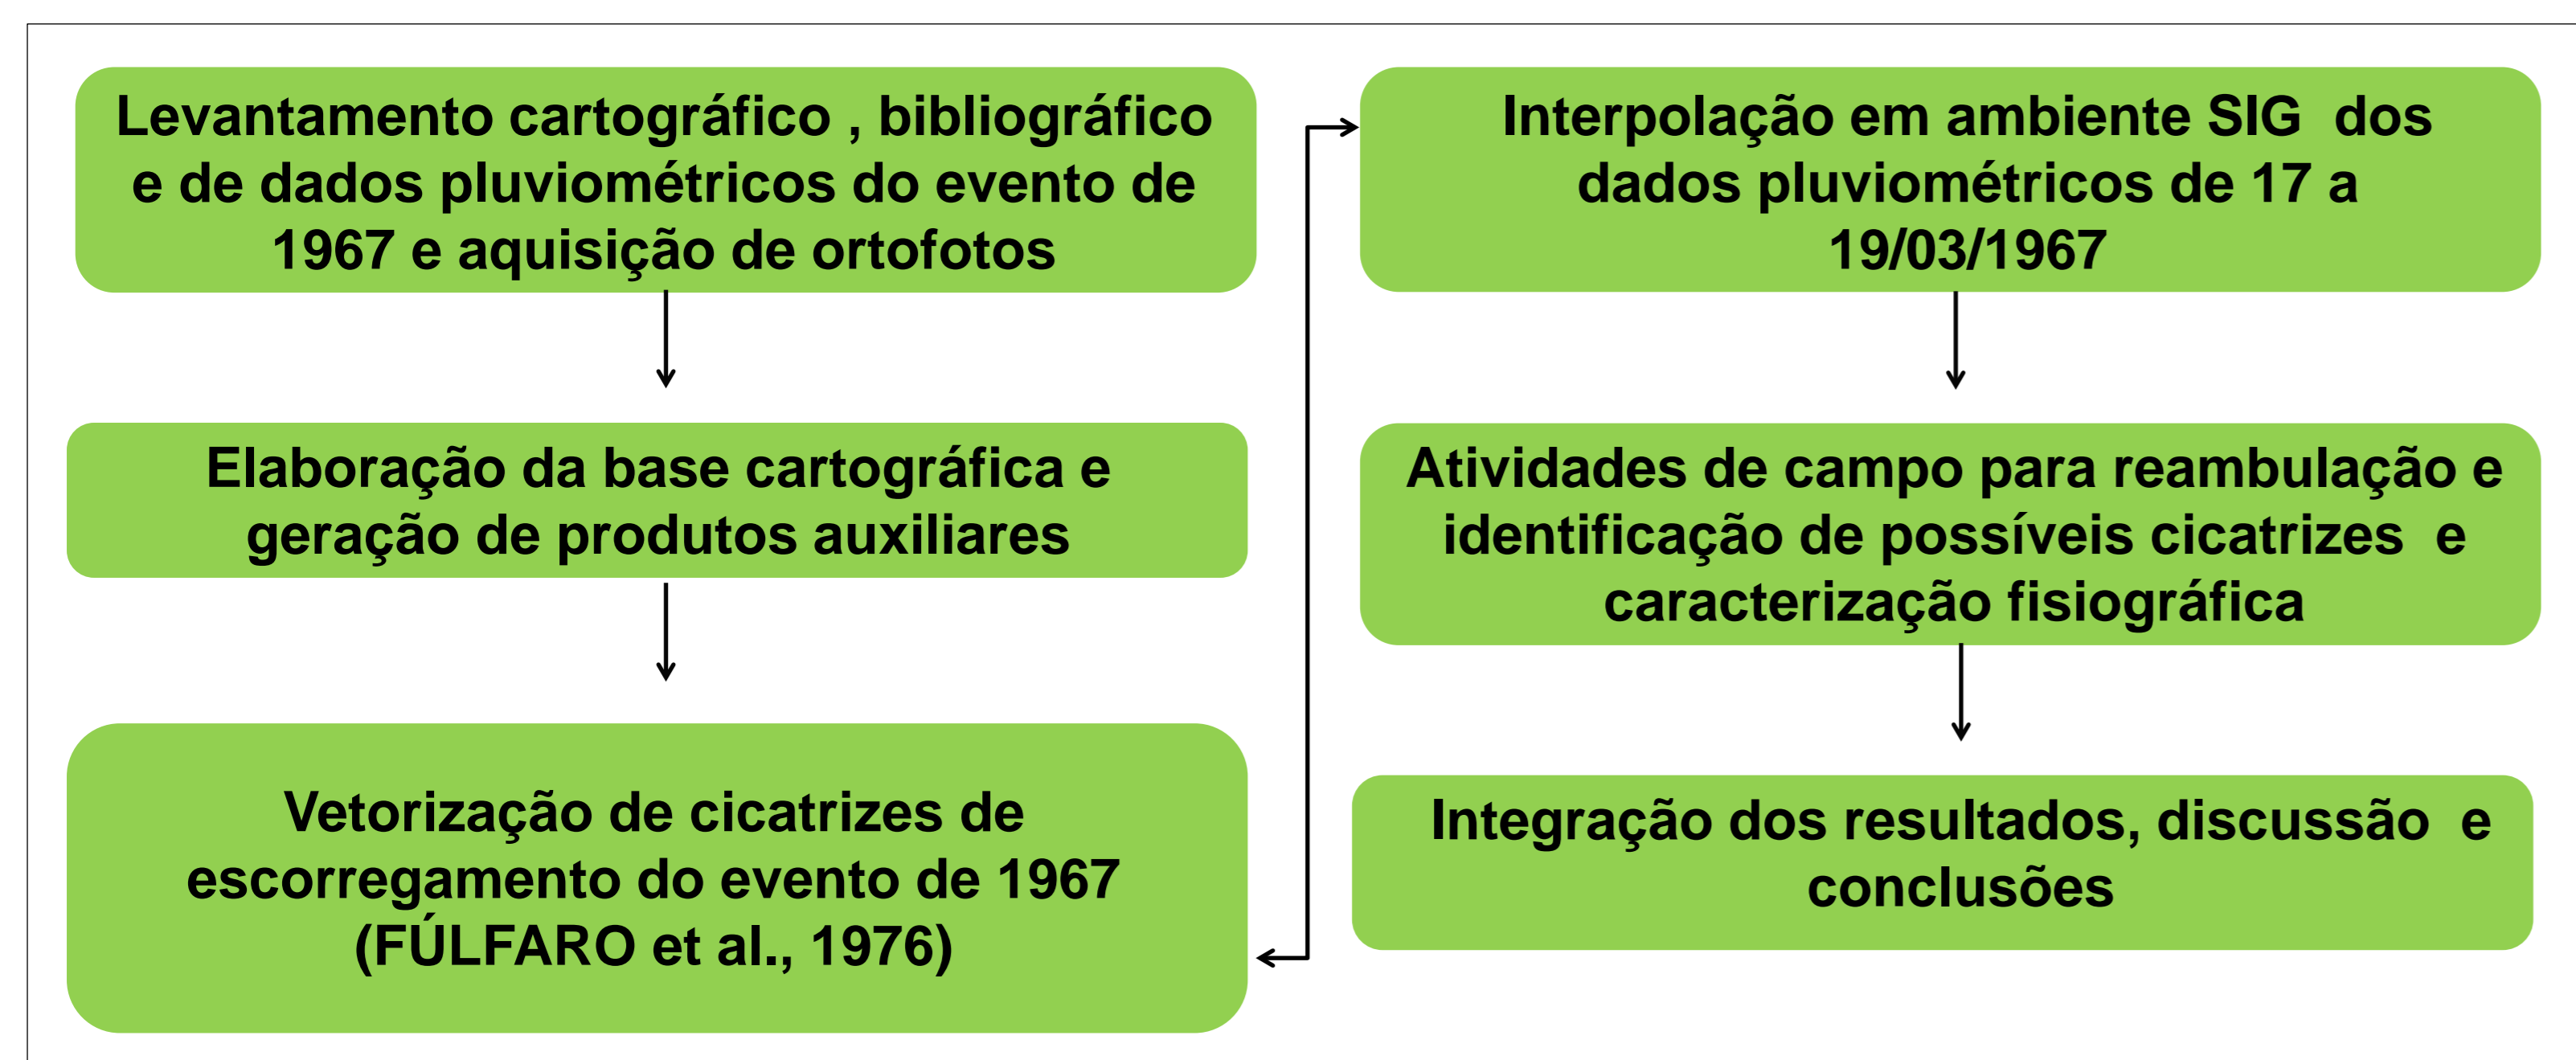 Levantamento cartográfico , bibliográfico
e de dados pluviométricos do evento de
1967 e aquisição de ortofotos
Elaboração da base cartográfica e
geração de produtos auxiliares
Vetorização de cicatrizes de
escorregamento do evento de 1967
(FÚLFARO et al., 1976)
Interpolação em ambiente SIG dos
dados pluviométricos de 17 a
19/03/1967
Atividades de campo para reambulação e
identificação de possíveis cicatrizes e
caracterização fisiográfica
Integração dos resultados, discussão e
conclusões